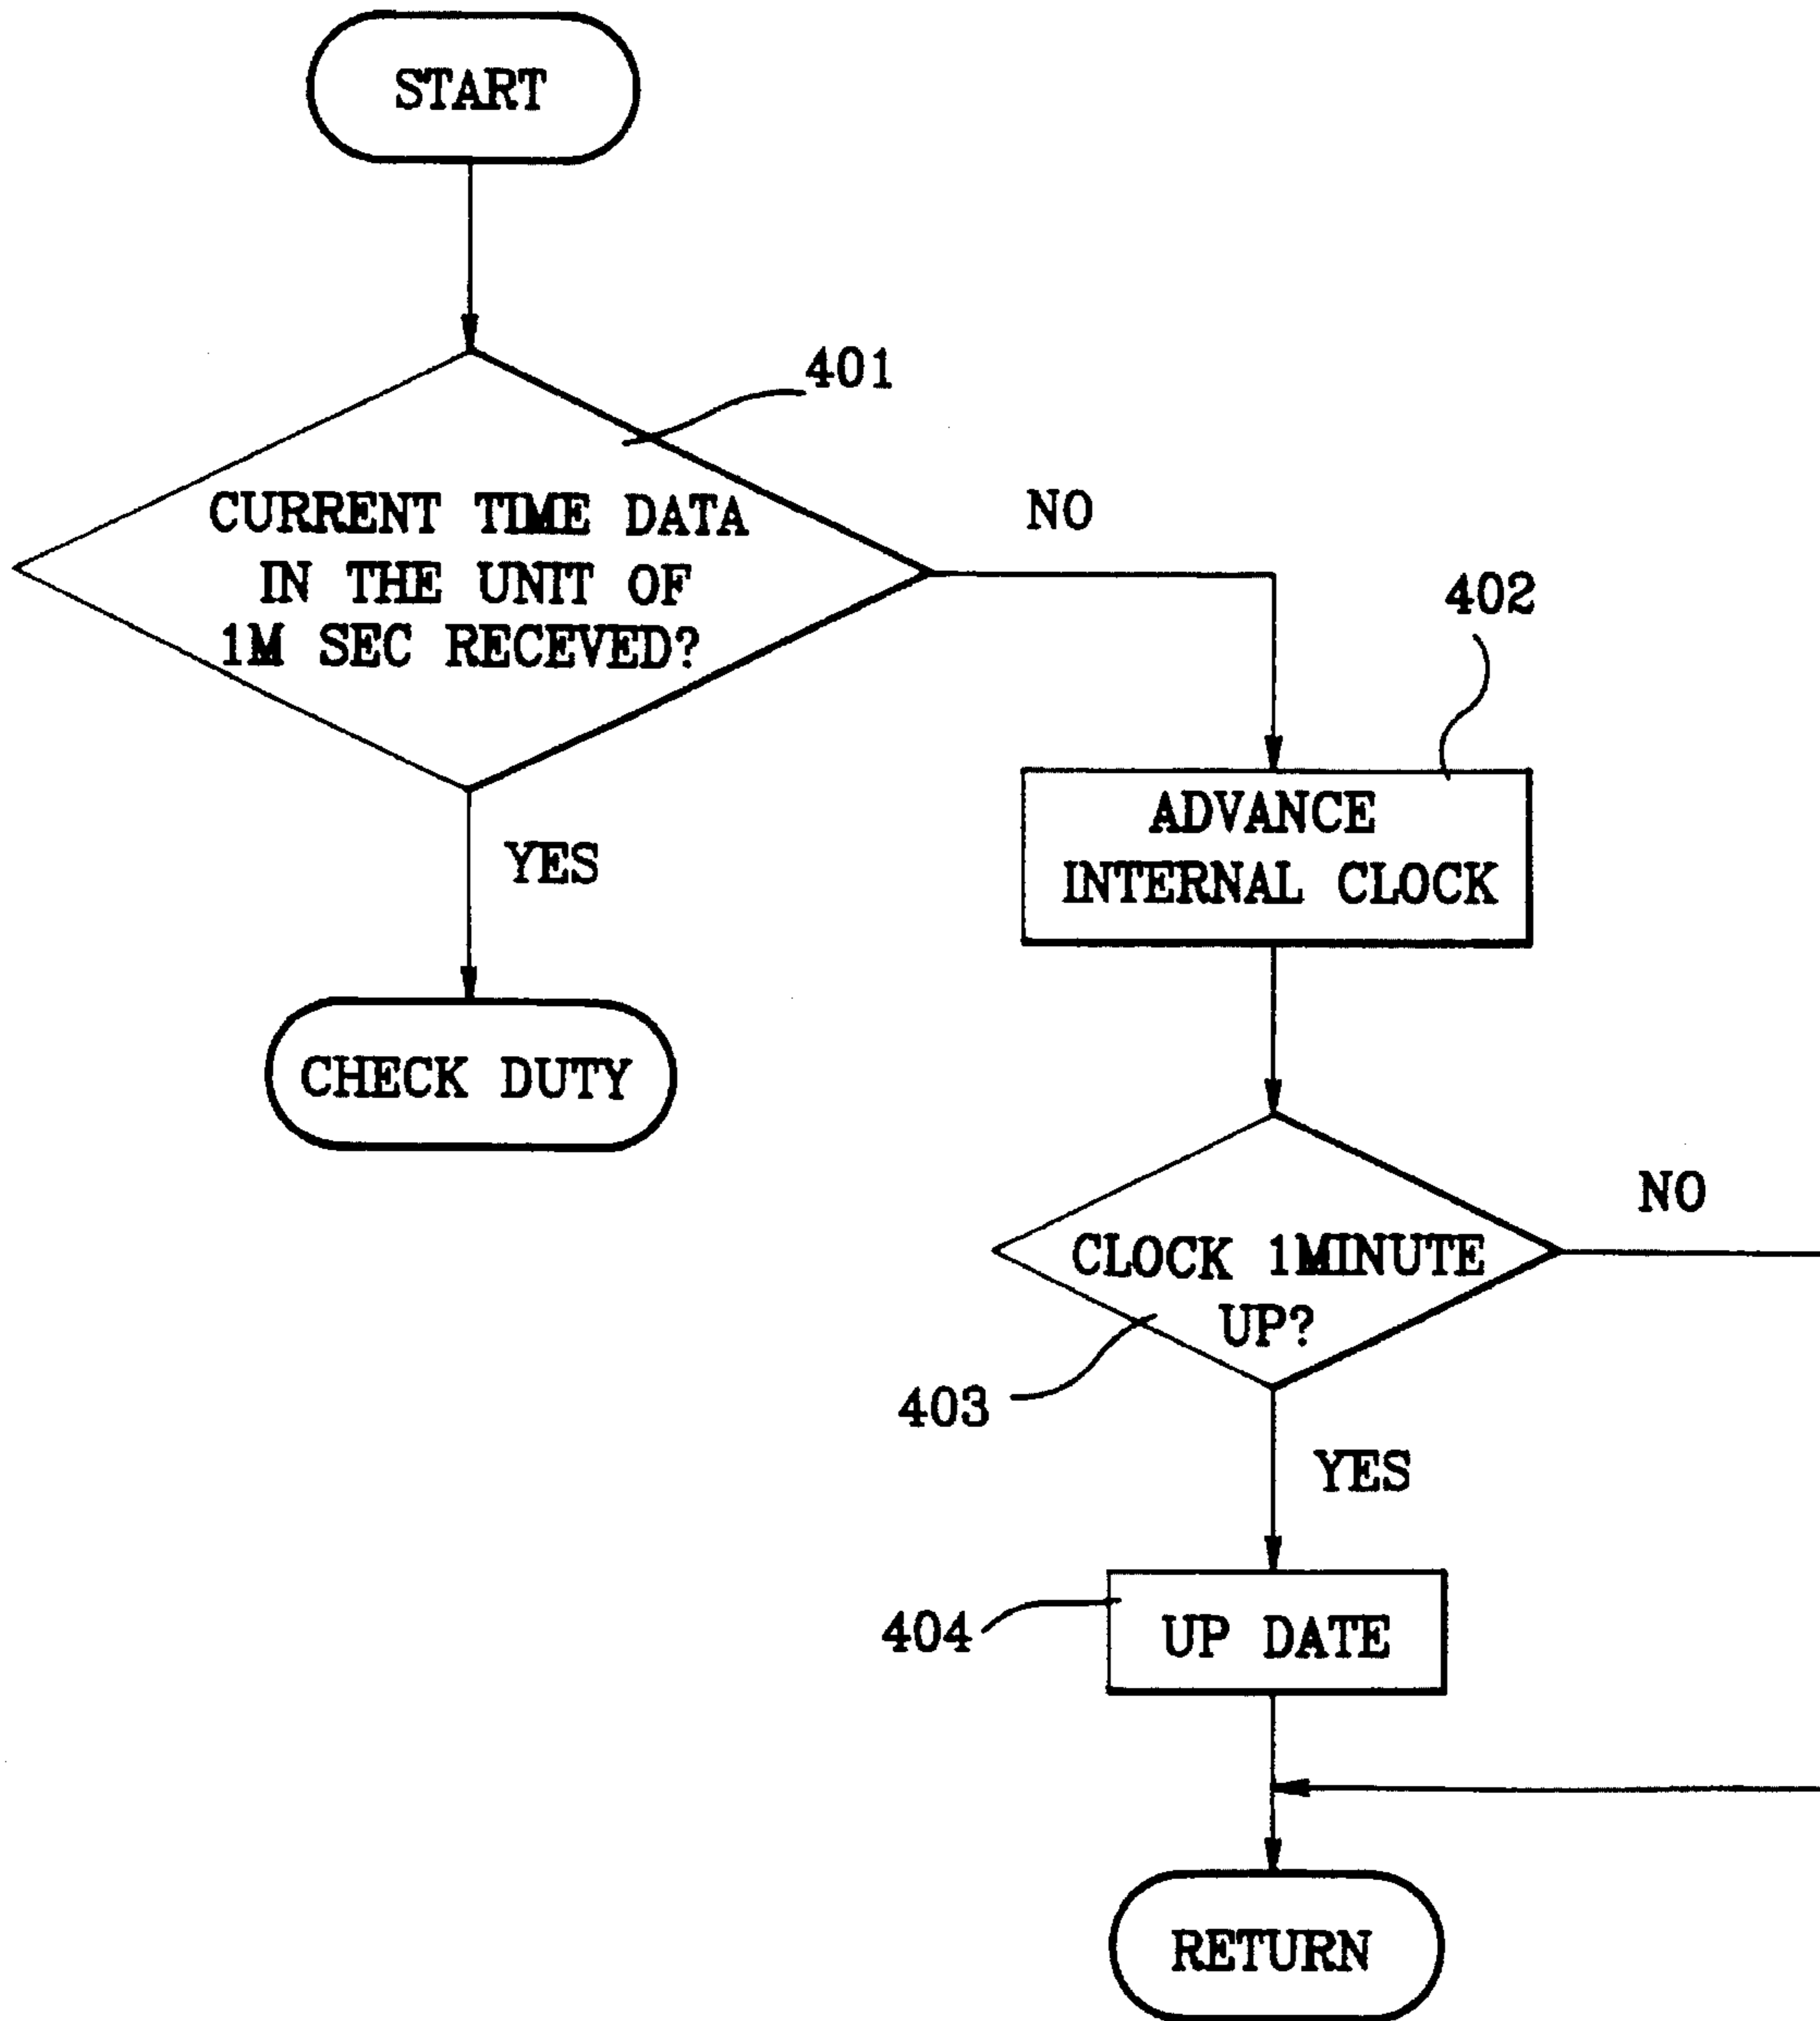 START
401
CURRENT TIME DATA
IN THE UNIT OF
1M SEC RECEVED?
NO
402
YES
ADVANCE
INTERNAL CLOCK
CHECK DUTY
NO
CLOCK 1MINUTE
UP?
403
YES
404
UP DATE
RETURN